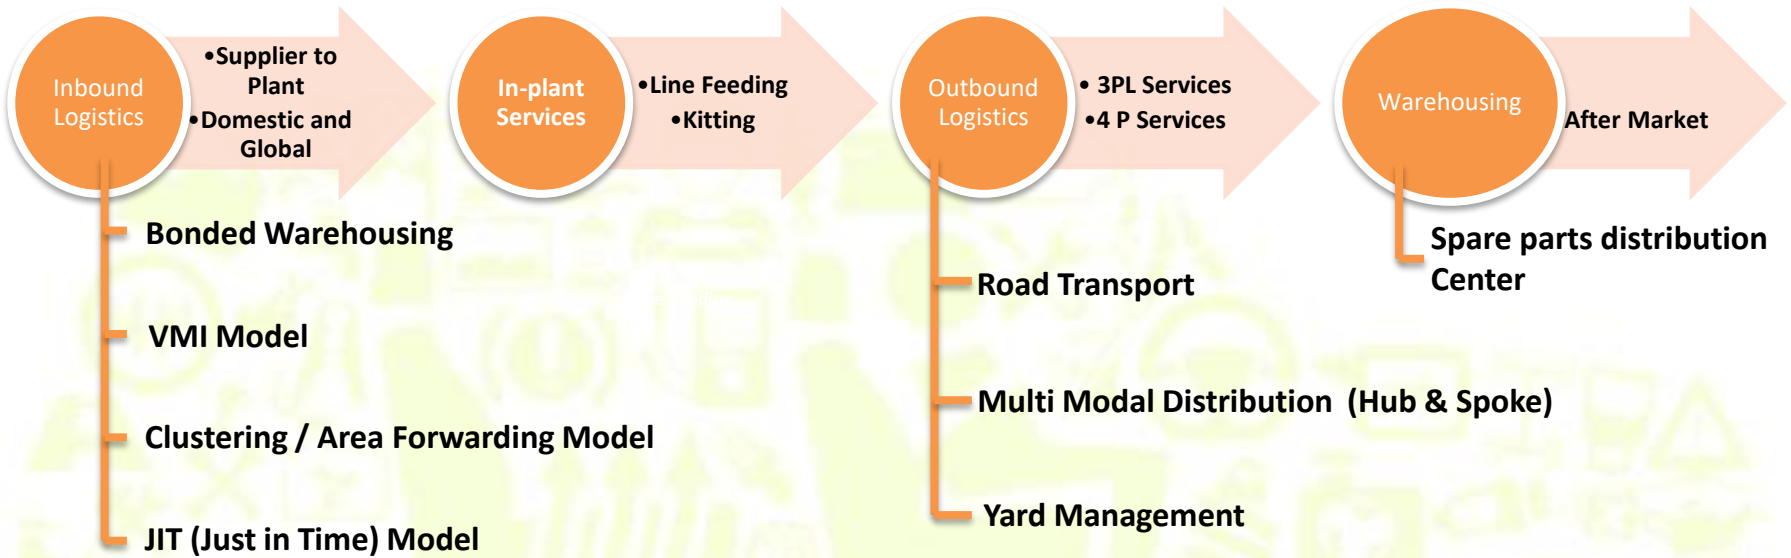 Inbound
Logistics
•Supplier to
Plant
•Domestic and
Global
In-plant
Services
•Line Feeding
•Kitting
Outbound
Logistics
• 3PL Services
•4 P Services
Warehousing
After Market
Bonded Warehousing
VMI Model
Clustering / Area Forwarding Model
JIT (Just in Time) Model
Road Transport
Multi Modal Distribution (Hub & Spoke)
Yard Management
Spare parts distribution
Center